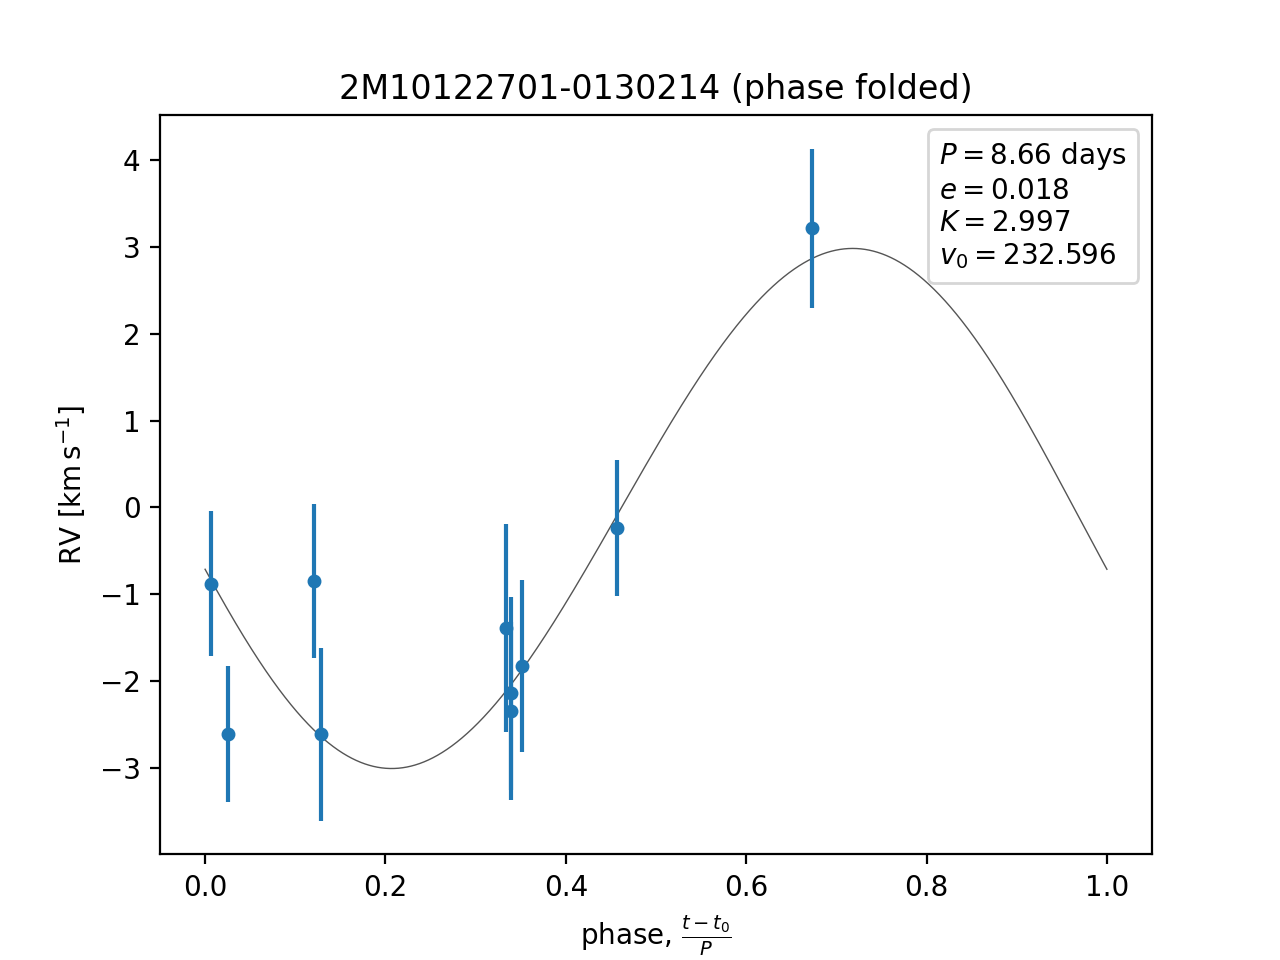 2M10122701-0130214 (phase folded)
P = 8.66 days
e = 0.018
K = 2.997
v₀ = 232.596
4
3
2
1
0
−1
−2
−3
RV [km s⁻¹]
0.0 0.2 0.4 0.6 0.8 1.0
phase, (t − t₀)/P